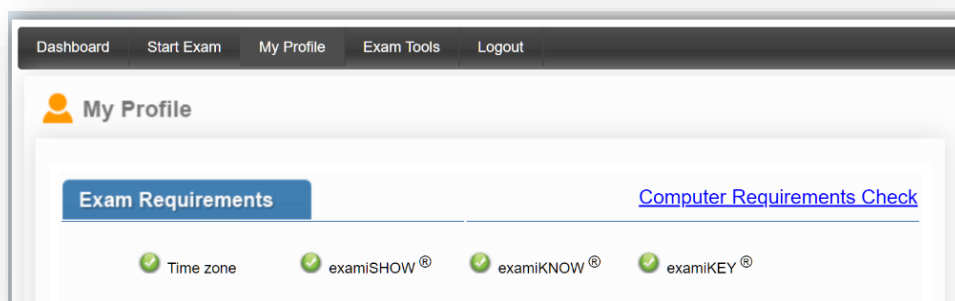 Dashboard Start Exam My Profile Exam Tools Logout
My Profile
Exam Requirements Computer Requirements Check
Time zone examiSHOW ® examiKNOW ® examiKEY ®